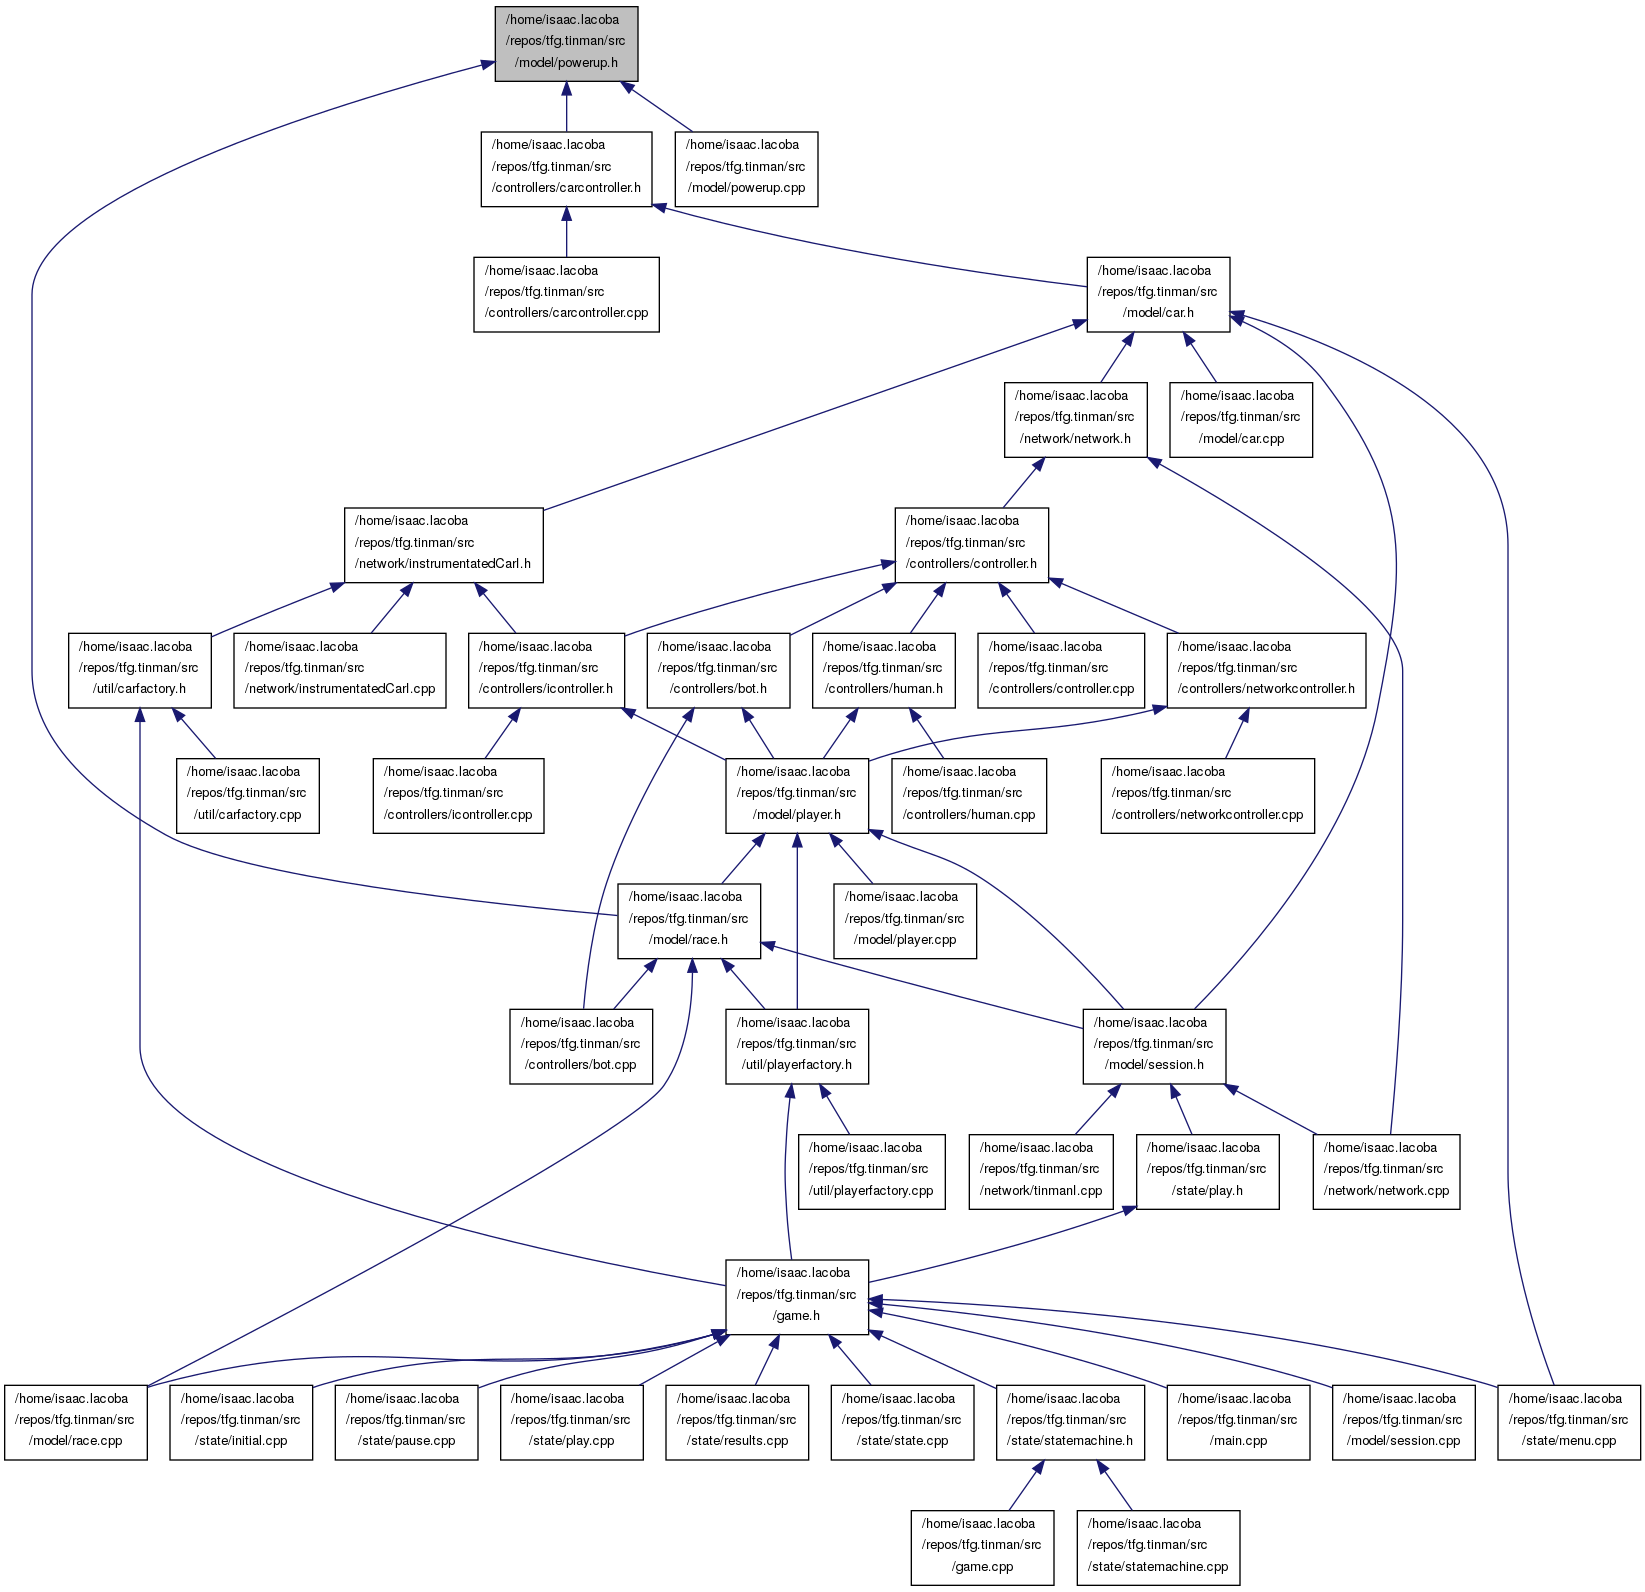 /home/isaac.lacoba
/repos/tfg.tinman/src
/model/powerup.h
/home/isaac.lacoba
/repos/tfg.tinman/src
/controllers/carcontroller.h
/home/isaac.lacoba
/repos/tfg.tinman/src
/model/powerup.cpp
/home/isaac.lacoba
/repos/tfg.tinman/src
/controllers/carcontroller.cpp
/home/isaac.lacoba
/repos/tfg.tinman/src
/model/car.h
/home/isaac.lacoba
/repos/tfg.tinman/src
/network/network.h
/home/isaac.lacoba
/repos/tfg.tinman/src
/model/car.cpp
/home/isaac.lacoba
/repos/tfg.tinman/src
/network/instrumentatedCarI.h
/home/isaac.lacoba
/repos/tfg.tinman/src
/controllers/controller.h
/home/isaac.lacoba
/repos/tfg.tinman/src
/util/carfactory.h
/home/isaac.lacoba
/repos/tfg.tinman/src
/network/instrumentatedCarI.cpp
/home/isaac.lacoba
/repos/tfg.tinman/src
/controllers/icontroller.h
/home/isaac.lacoba
/repos/tfg.tinman/src
/controllers/bot.h
/home/isaac.lacoba
/repos/tfg.tinman/src
/controllers/human.h
/home/isaac.lacoba
/repos/tfg.tinman/src
/controllers/controller.cpp
/home/isaac.lacoba
/repos/tfg.tinman/src
/controllers/networkcontroller.h
/home/isaac.lacoba
/repos/tfg.tinman/src
/util/carfactory.cpp
/home/isaac.lacoba
/repos/tfg.tinman/src
/controllers/icontroller.cpp
/home/isaac.lacoba
/repos/tfg.tinman/src
/model/player.h
/home/isaac.lacoba
/repos/tfg.tinman/src
/controllers/human.cpp
/home/isaac.lacoba
/repos/tfg.tinman/src
/controllers/networkcontroller.cpp
/home/isaac.lacoba
/repos/tfg.tinman/src
/model/race.h
/home/isaac.lacoba
/repos/tfg.tinman/src
/model/player.cpp
/home/isaac.lacoba
/repos/tfg.tinman/src
/controllers/bot.cpp
/home/isaac.lacoba
/repos/tfg.tinman/src
/util/playerfactory.h
/home/isaac.lacoba
/repos/tfg.tinman/src
/model/session.h
/home/isaac.lacoba
/repos/tfg.tinman/src
/util/playerfactory.cpp
/home/isaac.lacoba
/repos/tfg.tinman/src
/network/tinmanI.cpp
/home/isaac.lacoba
/repos/tfg.tinman/src
/state/play.h
/home/isaac.lacoba
/repos/tfg.tinman/src
/network/network.cpp
/home/isaac.lacoba
/repos/tfg.tinman/src
/game.h
/home/isaac.lacoba
/repos/tfg.tinman/src
/model/race.cpp
/home/isaac.lacoba
/repos/tfg.tinman/src
/state/initial.cpp
/home/isaac.lacoba
/repos/tfg.tinman/src
/state/pause.cpp
/home/isaac.lacoba
/repos/tfg.tinman/src
/state/play.cpp
/home/isaac.lacoba
/repos/tfg.tinman/src
/state/results.cpp
/home/isaac.lacoba
/repos/tfg.tinman/src
/state/state.cpp
/home/isaac.lacoba
/repos/tfg.tinman/src
/state/statemachine.h
/home/isaac.lacoba
/repos/tfg.tinman/src
/main.cpp
/home/isaac.lacoba
/repos/tfg.tinman/src
/model/session.cpp
/home/isaac.lacoba
/repos/tfg.tinman/src
/state/menu.cpp
/home/isaac.lacoba
/repos/tfg.tinman/src
/game.cpp
/home/isaac.lacoba
/repos/tfg.tinman/src
/state/statemachine.cpp